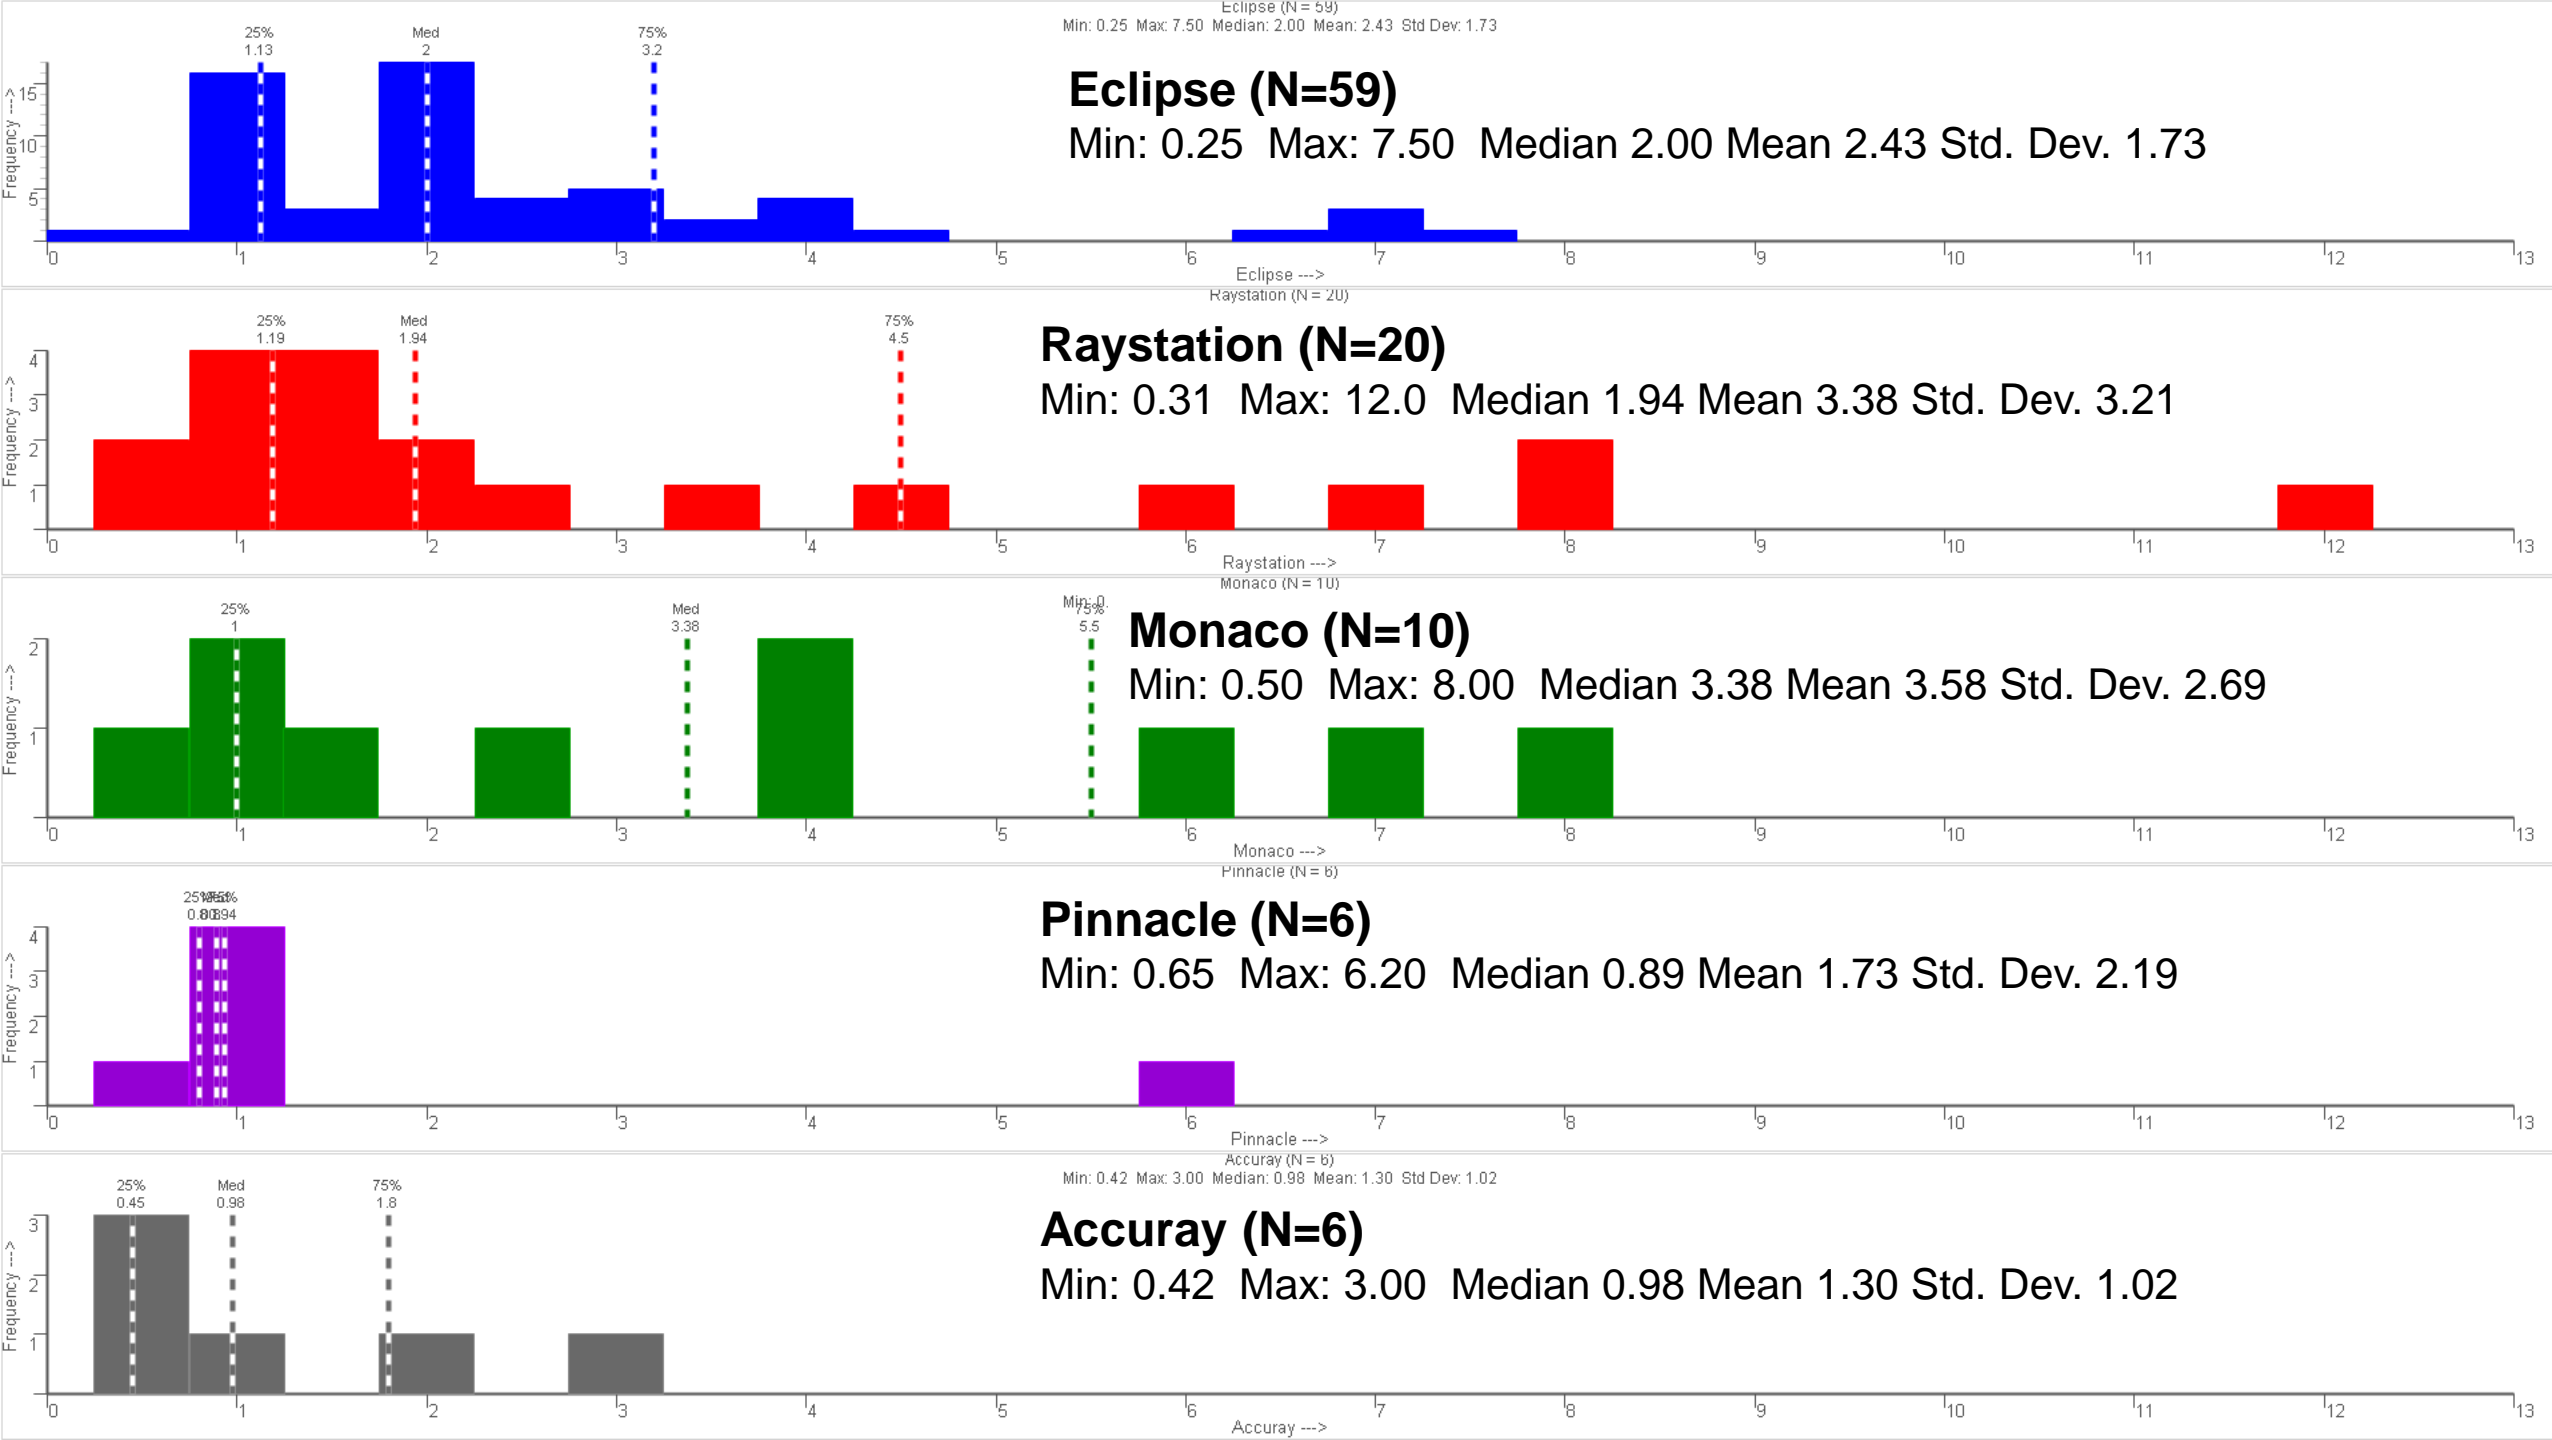 Eclipse (N = 59)
Min: 0.25 Max: 7.50 Median: 2.00 Mean: 2.43 Std Dev: 1.73
25% Med 75%
1.13 2 3.2
Eclipse (N=59)
Min: 0.25 Max: 7.50 Median 2.00 Mean 2.43 Std. Dev. 1.73
Frequency --->
15
10
5
0 1 2 3 4 5 6 7 8 9 10 11 12 13
Eclipse --->
Raystation (N = 20)
25% Med 75%
1.19 1.94 4.5
Raystation (N=20)
Min: 0.31 Max: 12.0 Median 1.94 Mean 3.38 Std. Dev. 3.21
Frequency --->
4
3
2
1
0 1 2 3 4 5 6 7 8 9 10 11 12 13
Raystation --->
Monaco (N = 10)
Min: 0.
25% Med 75%
1 3.38 5.5
Monaco (N=10)
Min: 0.50 Max: 8.00 Median 3.38 Mean 3.58 Std. Dev. 2.69
Frequency --->
2
1
0 1 2 3 4 5 6 7 8 9 10 11 12 13
Monaco --->
Pinnacle (N = 6)
25% Med 75%
Pinnacle (N=6)
Min: 0.65 Max: 6.20 Median 0.89 Mean 1.73 Std. Dev. 2.19
Frequency --->
4
3
2
1
0 1 2 3 4 5 6 7 8 9 10 11 12 13
Pinnacle --->
Accuray (N = 6)
Min: 0.42 Max: 3.00 Median: 0.98 Mean: 1.30 Std Dev: 1.02
25% Med 75%
0.45 0.98 1.8
Accuray (N=6)
Min: 0.42 Max: 3.00 Median 0.98 Mean 1.30 Std. Dev. 1.02
Frequency --->
3
2
1
0 1 2 3 4 5 6 7 8 9 10 11 12 13
Accuray --->